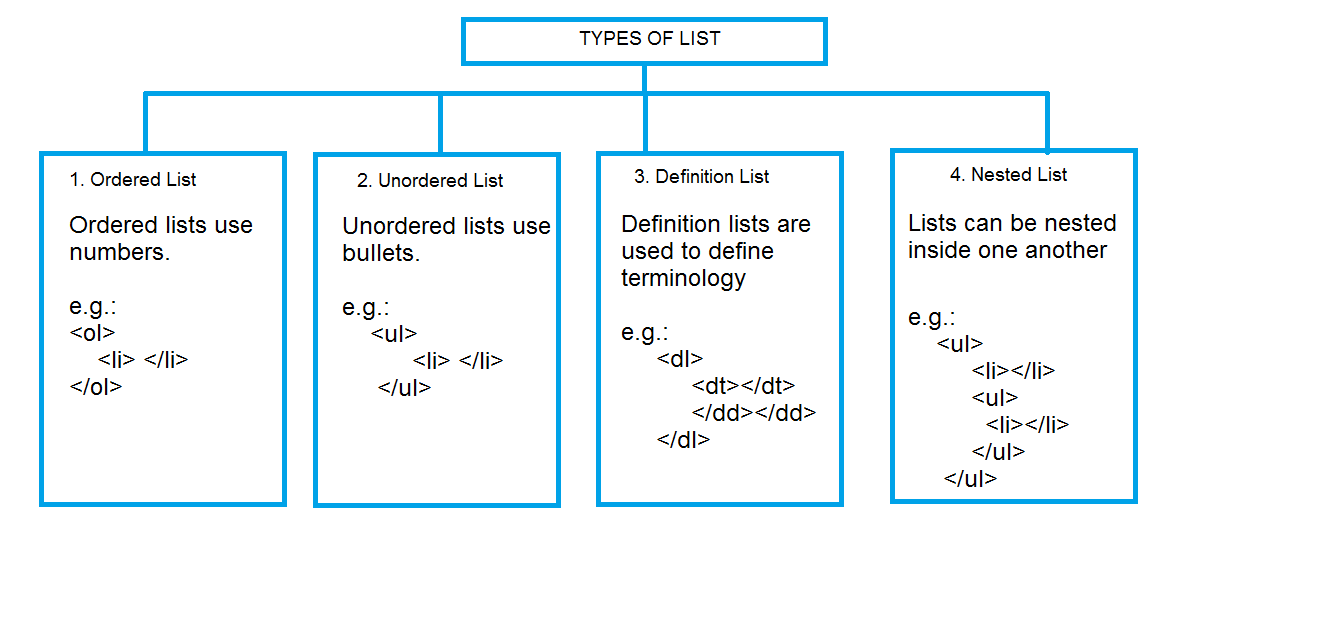 TYPES OF LIST
1. Ordered List
Ordered lists use
numbers.
e.g.:
<ol>
<li> </li>
</ol>
2. Unordered List
Unordered lists use
bullets.
e.g.:
<ul>
<li> </li>
</ul>
3. Definition List
Definition lists are
used to define
terminology
e.g.:
<dl>
<dt></dt>
</dd></dd>
</dl>
4. Nested List
Lists can be nested
inside one another
e.g.:
<ul>
<li></li>
<ul>
<li></li>
</ul>
</ul>